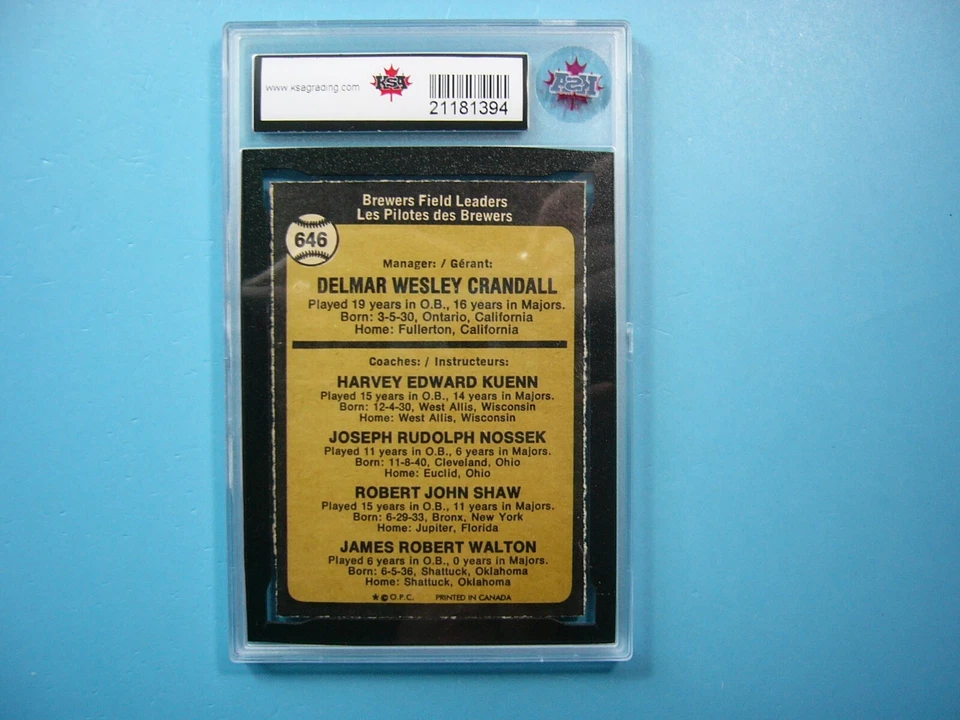 www.ksagrading.com
KSA
21181394
KSA
Brewers Field Leaders
Les Pilotes des Brewers
646
Manager: / Gérant:
DELMAR WESLEY CRANDALL
Played 19 years in O.B., 16 years in Majors.
Born: 3-5-30, Ontario, California
Home: Fullerton, California
Coaches: / Instructeurs:
HARVEY EDWARD KUENN
Played 15 years in O.B., 14 years in Majors.
Born: 12-4-30, West Allis, Wisconsin
Home: West Allis, Wisconsin
JOSEPH RUDOLPH NOSSEK
Played 11 years in O.B., 6 years in Majors.
Born: 11-8-40, Cleveland, Ohio
Home: Euclid, Ohio
ROBERT JOHN SHAW
Played 15 years in O.B., 11 years in Majors.
Born: 6-29-33, Bronx, New York
Home: Jupiter, Florida
JAMES ROBERT WALTON
Played 6 years in O.B., 0 years in Majors.
Born: 6-5-36, Shattuck, Oklahoma
Home: Shattuck, Oklahoma
★ © O.P.C. PRINTED IN CANADA